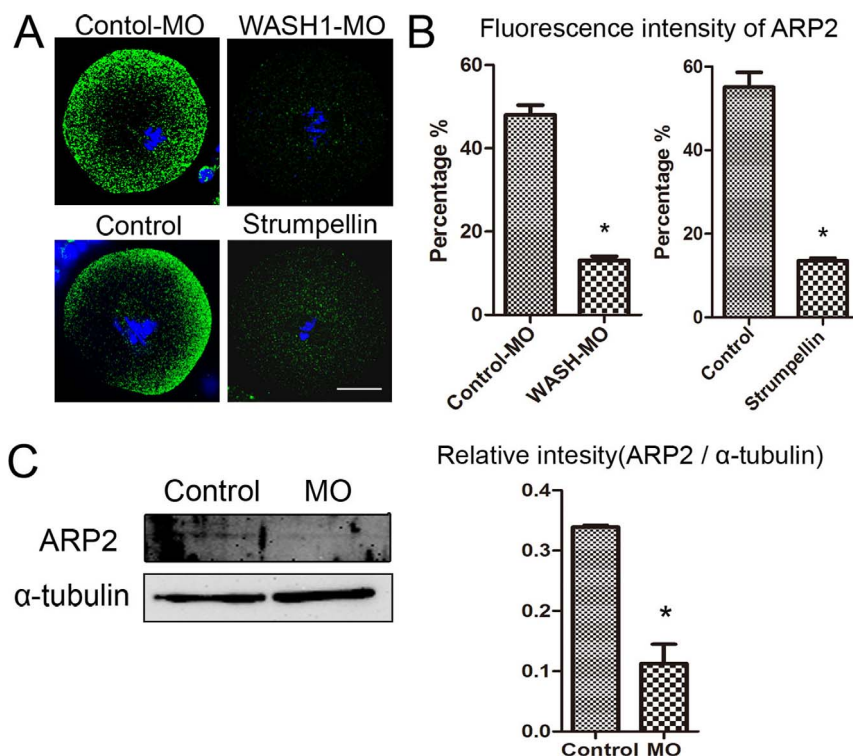 A
Contol-MO
WASH1-MO
Control
Strumpellin
B
Fluorescence intensity of ARP2
Percentage %
60
40
20
0
*
Control-MO
WASH-MO
Percentage %
60
40
20
0
*
Control
Strumpellin
C
Control
MO
ARP2
α-tubulin
Relative intesity(ARP2 / α-tubulin)
0.4
0.3
0.2
0.1
0.0
*
Control MO